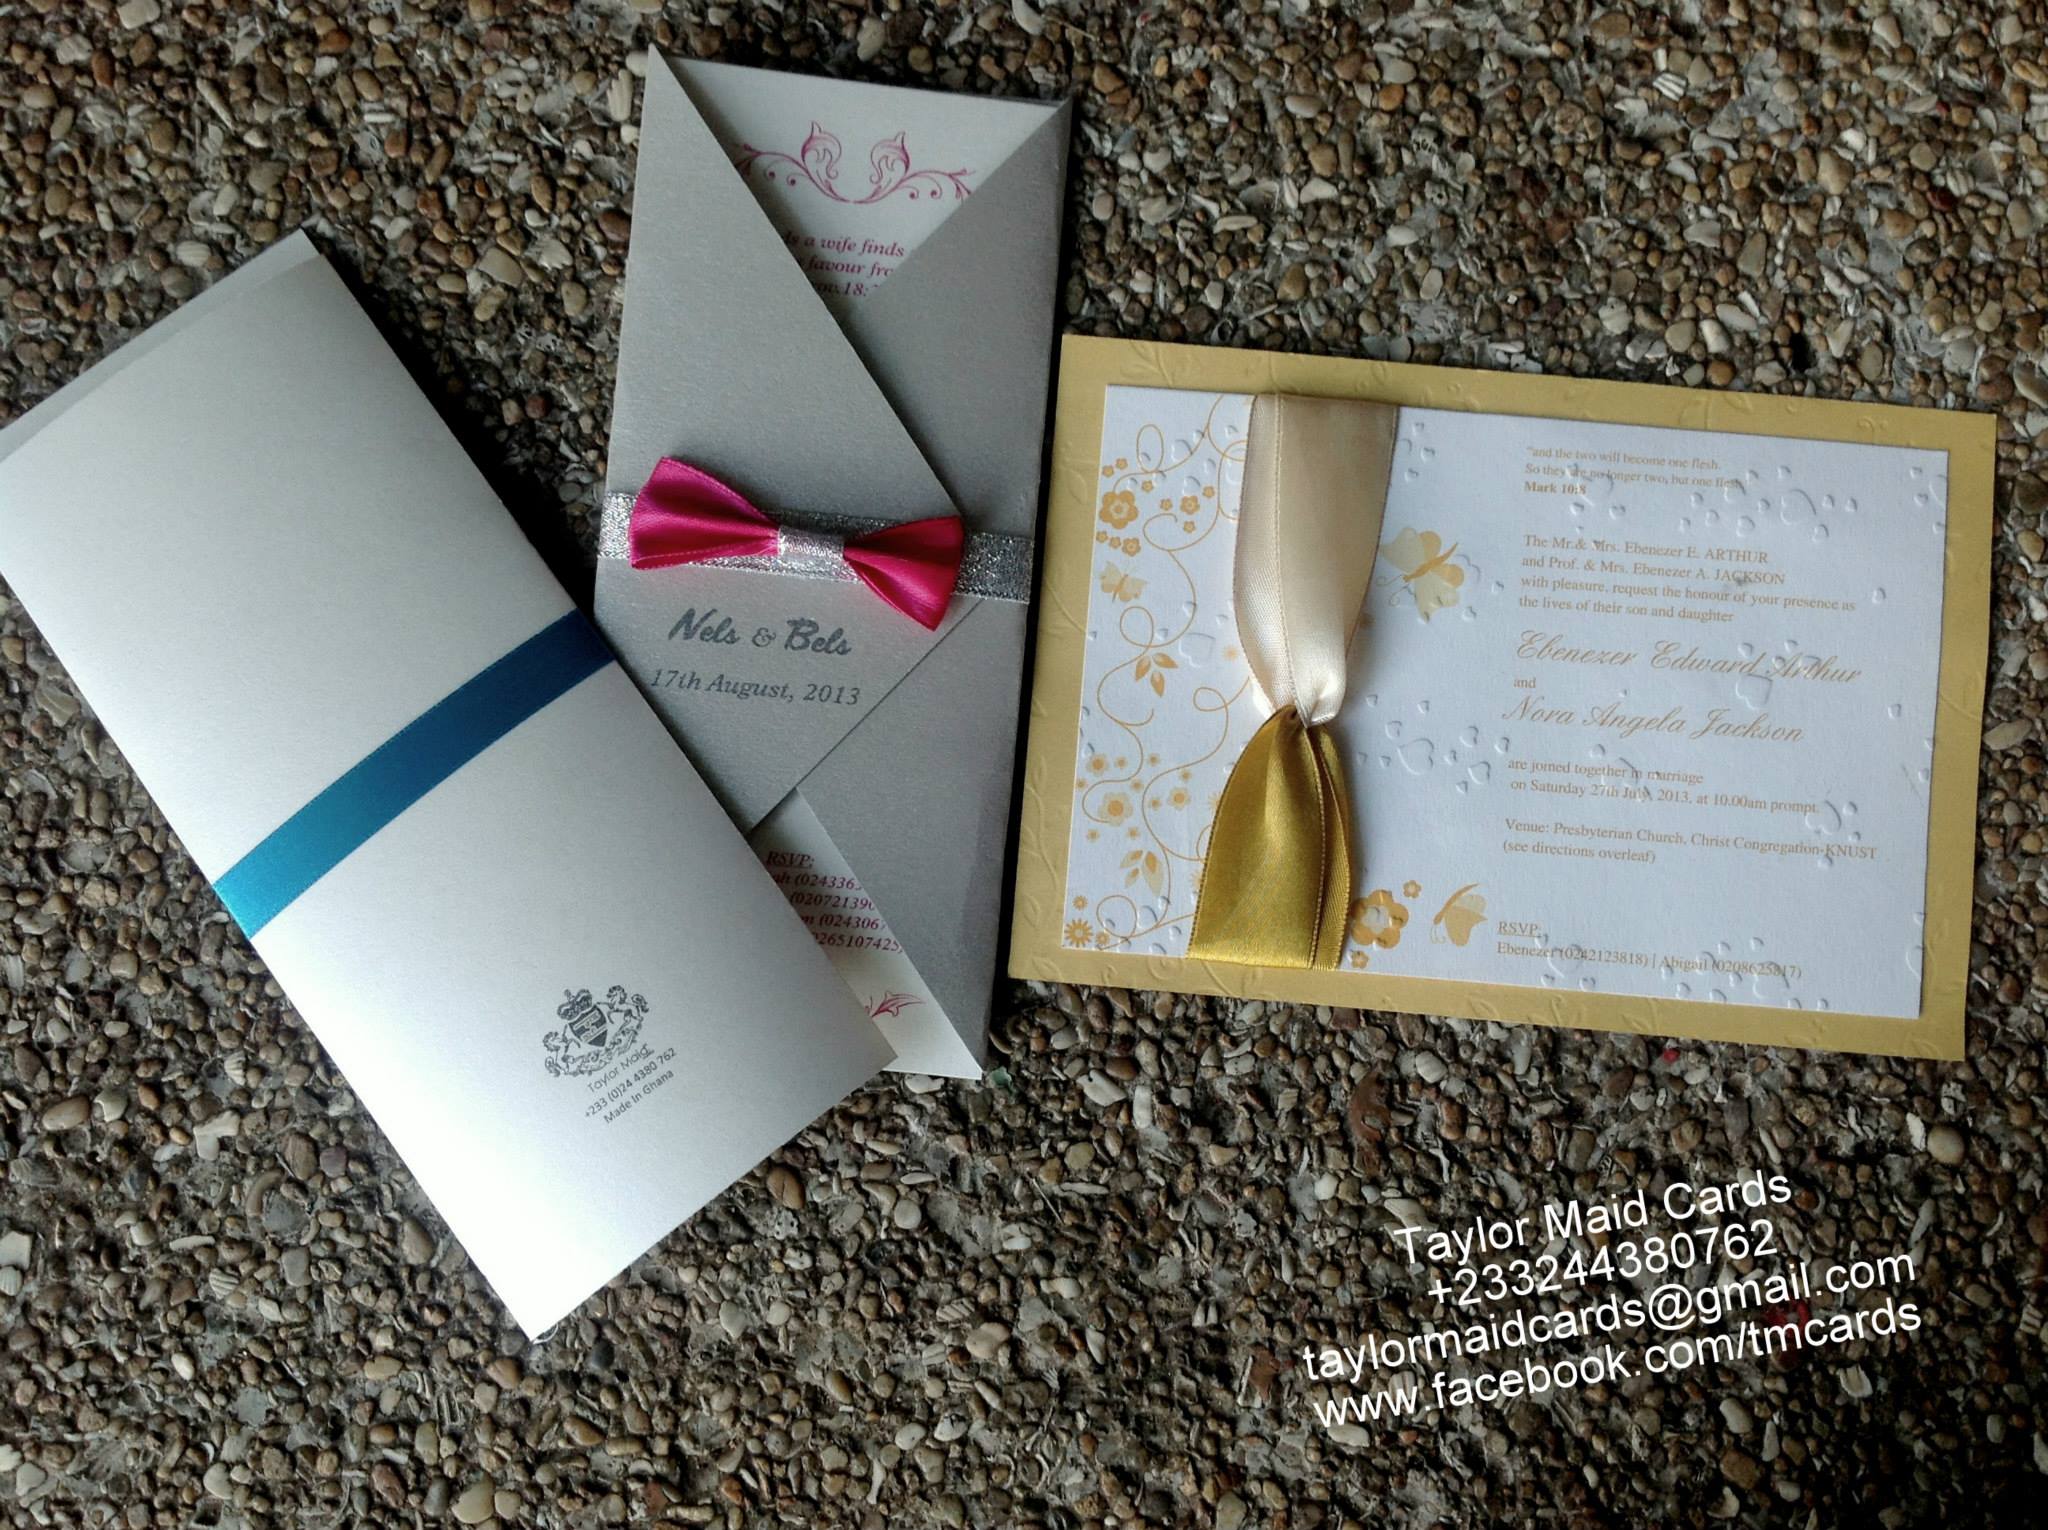 a wife finds
favour
Nels & Bels
17th August, 2013
RSVP:
"and the two will become one flesh.
So they are no longer two, but one flesh
Mark 10:8
The Mr.& Mrs. Ebenezer E. ARTHUR
and Prof. & Mrs. Ebenezer A. JACKSON
with pleasure, request the honour of your presence as
the lives of their son and daughter
Ebenezer Edward Arthur
and
Nora Angela Jackson
are joined together in marriage
on Saturday 27th July, 2013, at 10.00am prompt.
Venue: Presbyterian Church, Christ Congregation-KNUST
(see directions overleaf)
RSVP:
Ebenezer (0242123818) | Abigail (0208625817)
Taylor Maid
+233 (0)24 4380 762
Made In Ghana
Taylor Maid Cards
+233244380762
taylormaidcards@gmail.com
www.facebook.com/tmcards